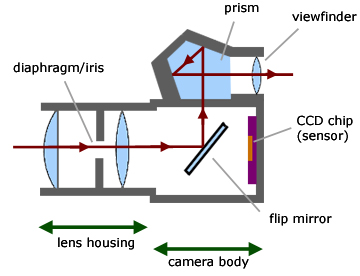 prism
viewfinder
diaphragm/iris
CCD chip
(sensor)
flip mirror
lens housing
camera body